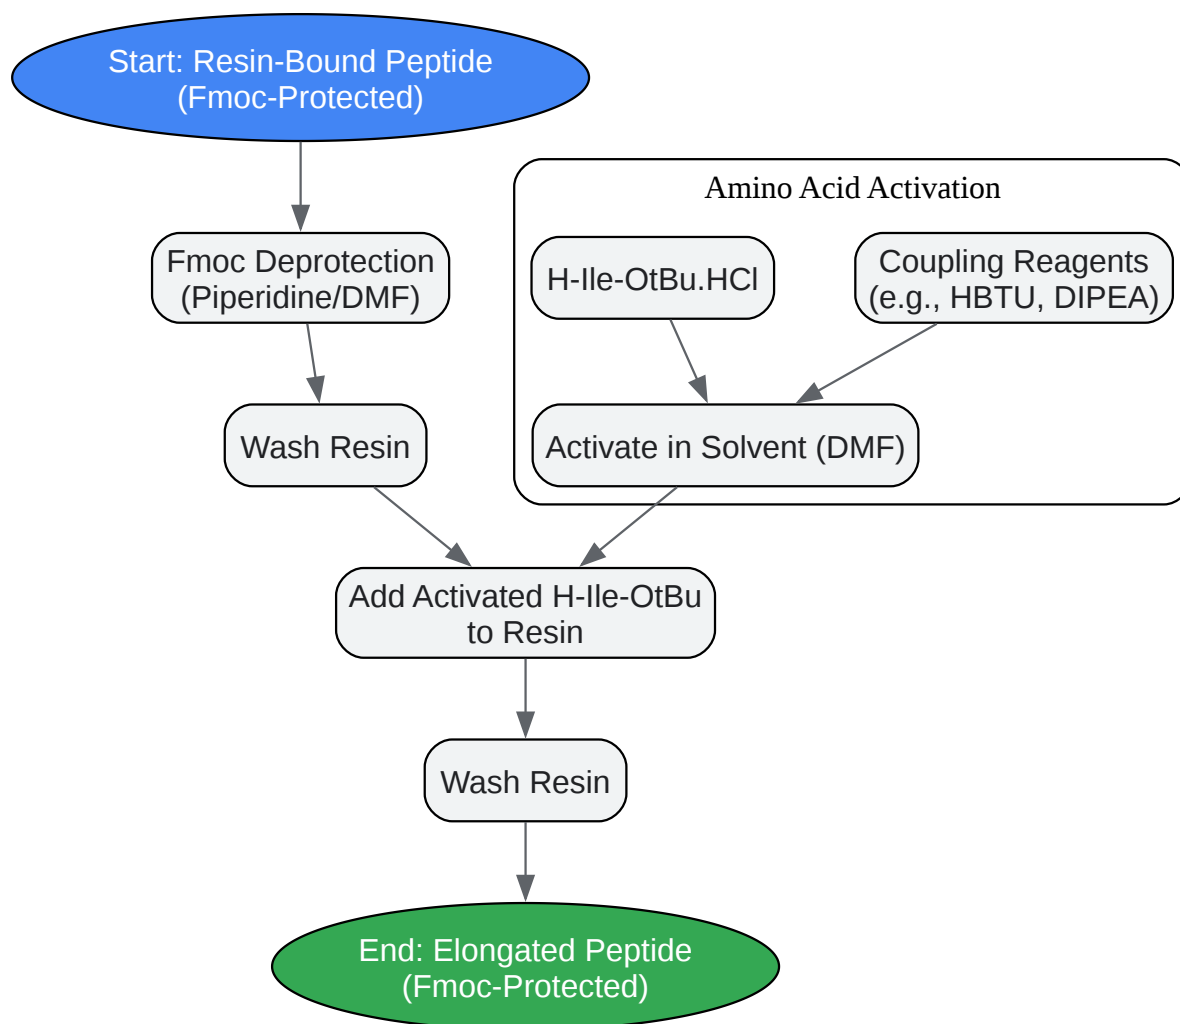 Start: Resin-Bound Peptide
(Fmoc-Protected)
Amino Acid Activation
Fmoc Deprotection
(Piperidine/DMF)
H-Ile-OtBu.HCl
Coupling Reagents
(e.g., HBTU, DIPEA)
Wash Resin
Activate in Solvent (DMF)
Add Activated H-Ile-OtBu
to Resin
Wash Resin
End: Elongated Peptide
(Fmoc-Protected)